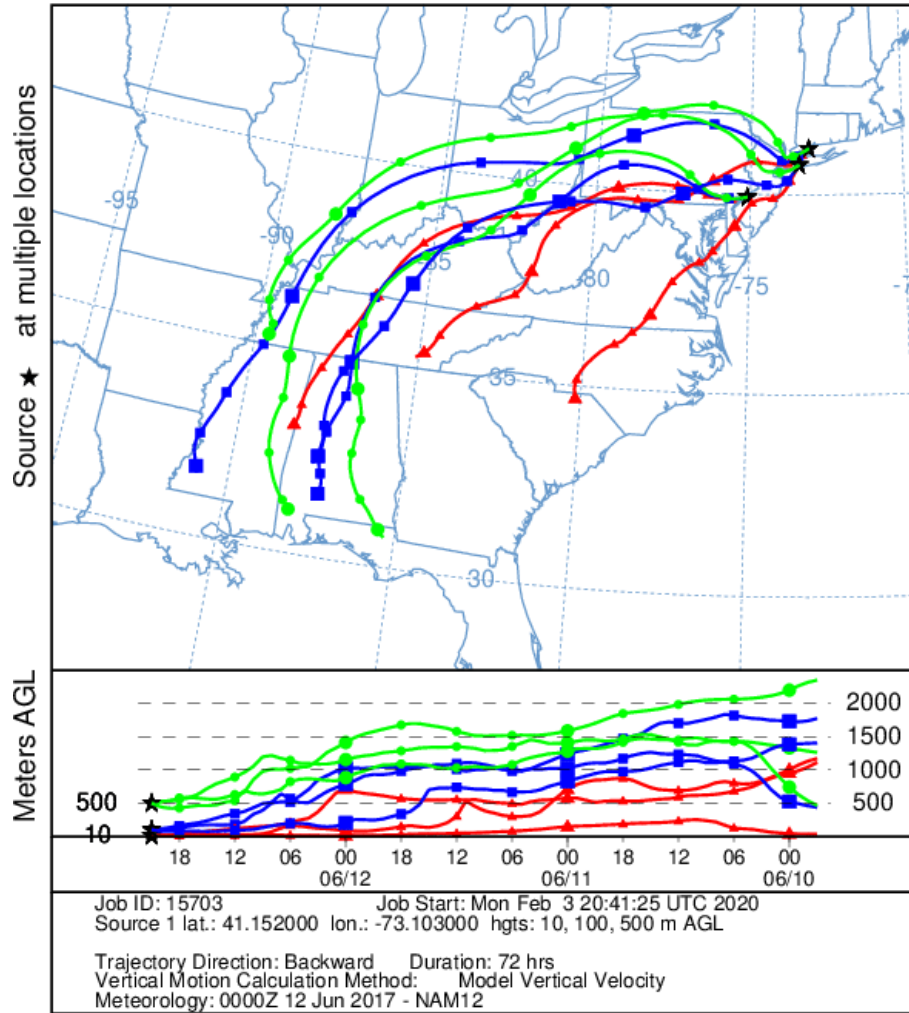 Source ★ at multiple locations
-95
-90
-85
40
-80
-75
-7
35
30
Meters AGL
2000
1500
1000
500
500
10
18 12 06 00 18 12 06 00 18 12 06 00
06/12 06/11 06/10
Job ID: 15703 Job Start: Mon Feb 3 20:41:25 UTC 2020
Source 1 lat.: 41.152000 lon.: -73.103000 hgts: 10, 100, 500 m AGL
Trajectory Direction: Backward Duration: 72 hrs
Vertical Motion Calculation Method: Model Vertical Velocity
Meteorology: 0000Z 12 Jun 2017 - NAM12